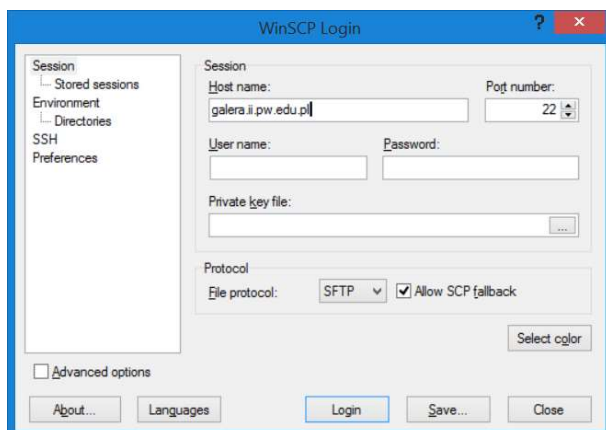 WinSCP Login
?
Session
Stored sessions
Environment
Directories
SSH
Preferences
Session
Host name:
Port number:
galera.ii.pw.edu.pl
22
User name:
Password:
Private key file:
...
Protocol
File protocol:
SFTP
Allow SCP fallback
Select color
Advanced options
About...
Languages
Login
Save...
Close